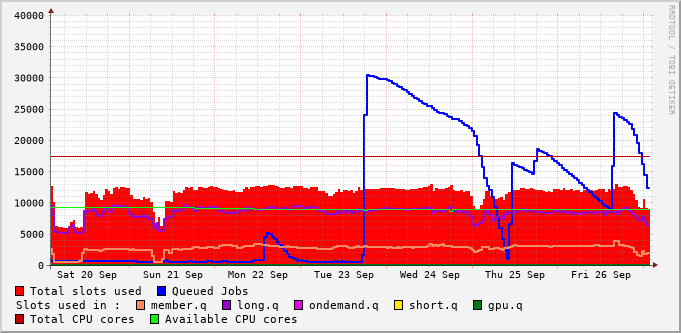 40000
35000
30000
25000
20000
15000
10000
5000
0
Sat 20 Sep Sun 21 Sep Mon 22 Sep Tue 23 Sep Wed 24 Sep Thu 25 Sep Fri 26 Sep
Total slots used Queued Jobs
Slots used in : member.q long.q ondemand.q short.q gpu.q
Total CPU cores Available CPU cores
RRDTOOL / TOBI OETIKER